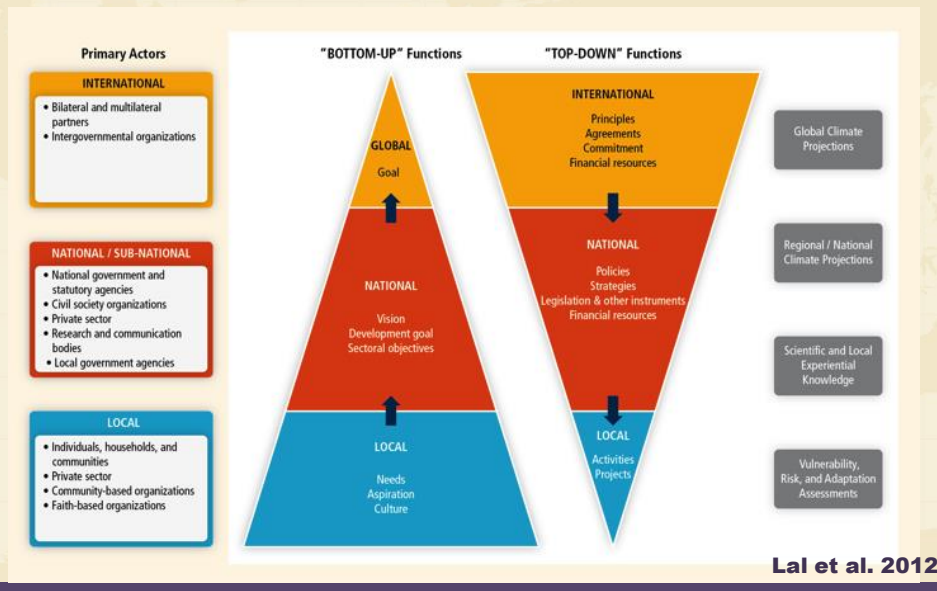 Primary Actors
INTERNATIONAL
• Bilateral and multilateral
partners
• Intergovernmental organizations
NATIONAL / SUB-NATIONAL
• National government and
statutory agencies
• Civil society organizations
• Private sector
• Research and communication
bodies
• Local government agencies
LOCAL
• Individuals, households, and
communities
• Private sector
• Community-based organizations
• Faith-based organizations
"BOTTOM-UP" Functions
GLOBAL
Goal
NATIONAL
Vision
Development goal
Sectoral objectives
LOCAL
Needs
Aspiration
Culture
"TOP-DOWN" Functions
INTERNATIONAL
Principles
Agreements
Commitment
Financial resources
NATIONAL
Policies
Strategies
Legislation & other instruments
Financial resources
LOCAL
Activities
Projects
Global Climate
Projections
Regional / National
Climate Projections
Scientific and Local
Experiential
Knowledge
Vulnerability,
Risk, and Adaptation
Assessments
Lal et al. 2012